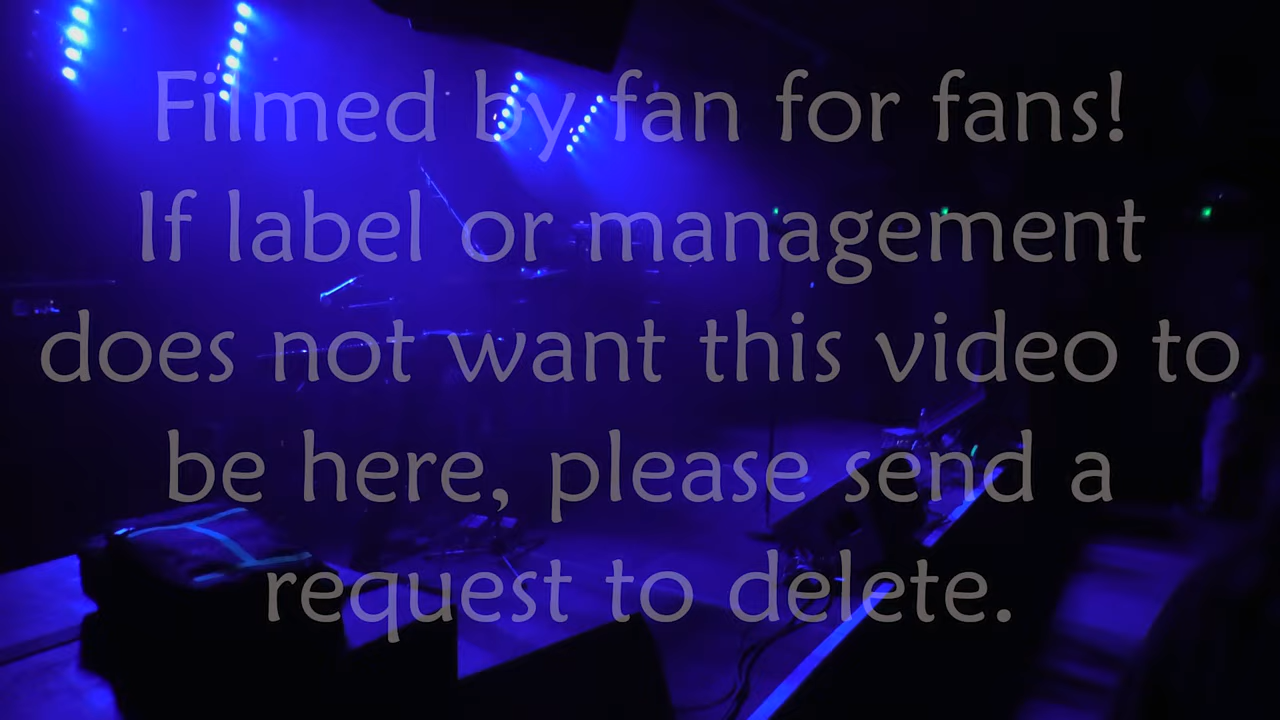 Filmed by fan for fans!
If label or management
does not want this video to
be here, please send a
request to delete.